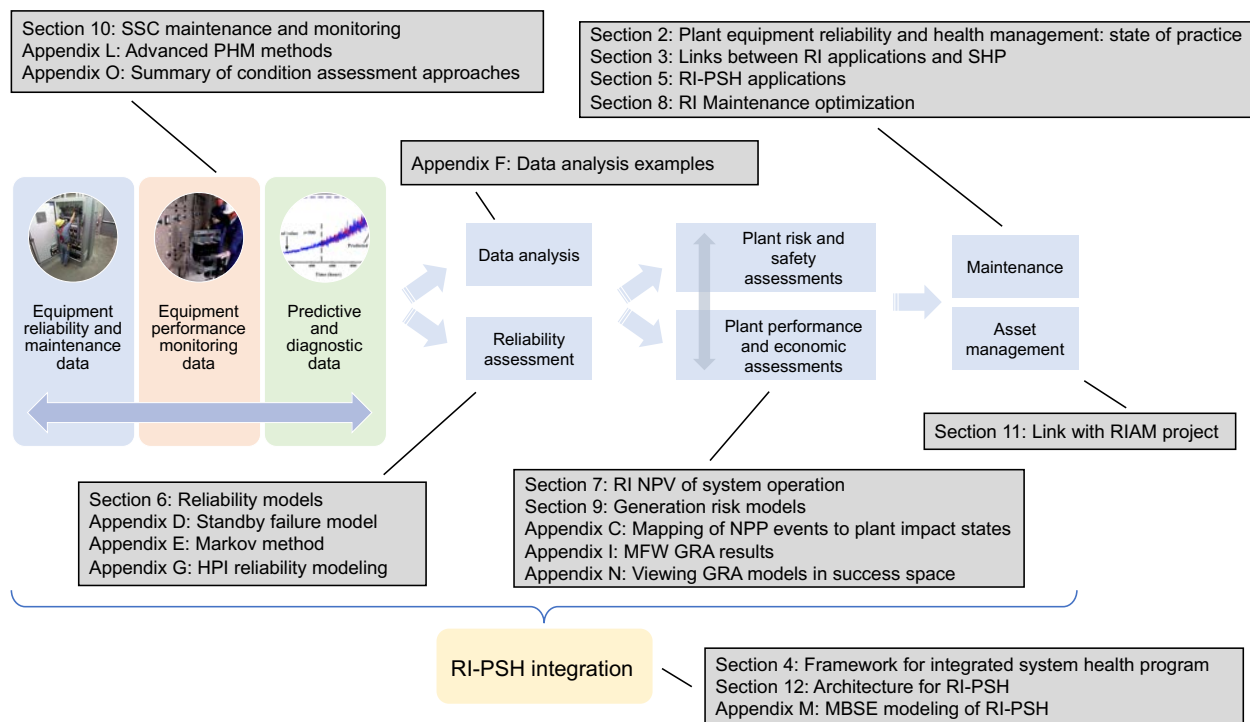 Section 10: SSC maintenance and monitoring
Appendix L: Advanced PHM methods
Appendix O: Summary of condition assessment approaches
Section 2: Plant equipment reliability and health management: state of practice
Section 3: Links between RI applications and SHP
Section 5: RI-PSH applications
Section 8: RI Maintenance optimization
Appendix F: Data analysis examples
Equipment
reliability and
maintenance
data
Equipment
performance
monitoring
data
Predictive and
diagnostic
data
Data analysis
Reliability
assessment
Plant risk and
safety
assessments
Plant performance
and economic
assessments
Maintenance
Asset
management
Section 11: Link with RIAM project
Section 6: Reliability models
Appendix D: Standby failure model
Appendix E: Markov method
Appendix G: HPI reliability modeling
Section 7: RI NPV of system operation
Section 9: Generation risk models
Appendix C: Mapping of NPP events to plant impact states
Appendix I: MFW GRA results
Appendix N: Viewing GRA models in success space
RI-PSH integration
Section 4: Framework for integrated system health program
Section 12: Architecture for RI-PSH
Appendix M: MBSE modeling of RI-PSH